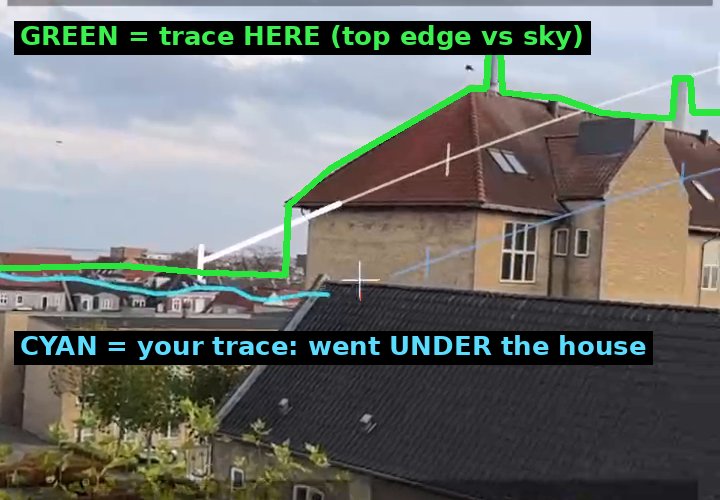 GREEN = trace HERE (top edge vs sky)
CYAN = your trace: went UNDER the house